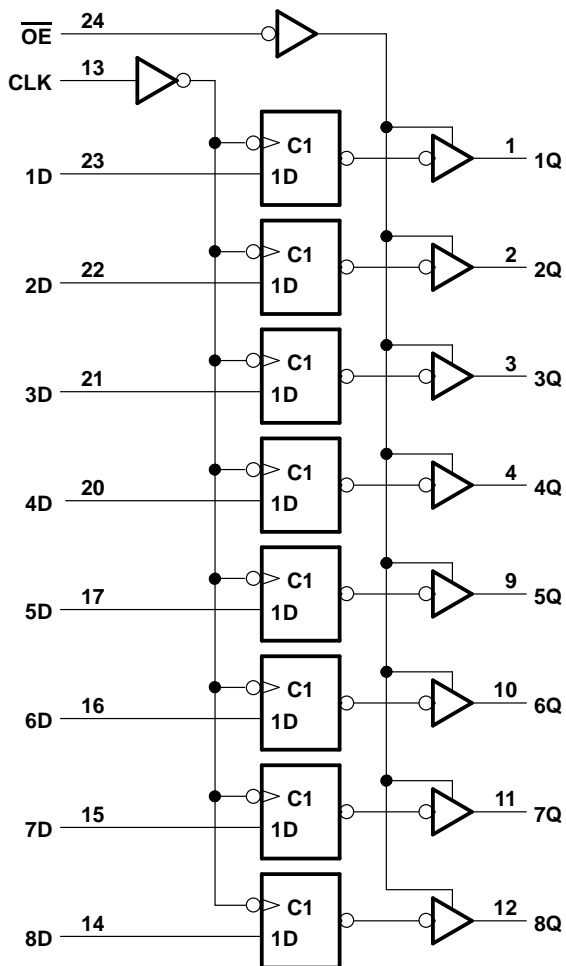 OE 24
CLK 13
C1
1D 23 1D 1 1Q
C1
2D 22 1D 2 2Q
C1
3D 21 1D 3 3Q
C1
4D 20 1D 4 4Q
C1
5D 17 1D 9 5Q
C1
6D 16 1D 10 6Q
C1
7D 15 1D 11 7Q
C1
8D 14 1D 12 8Q